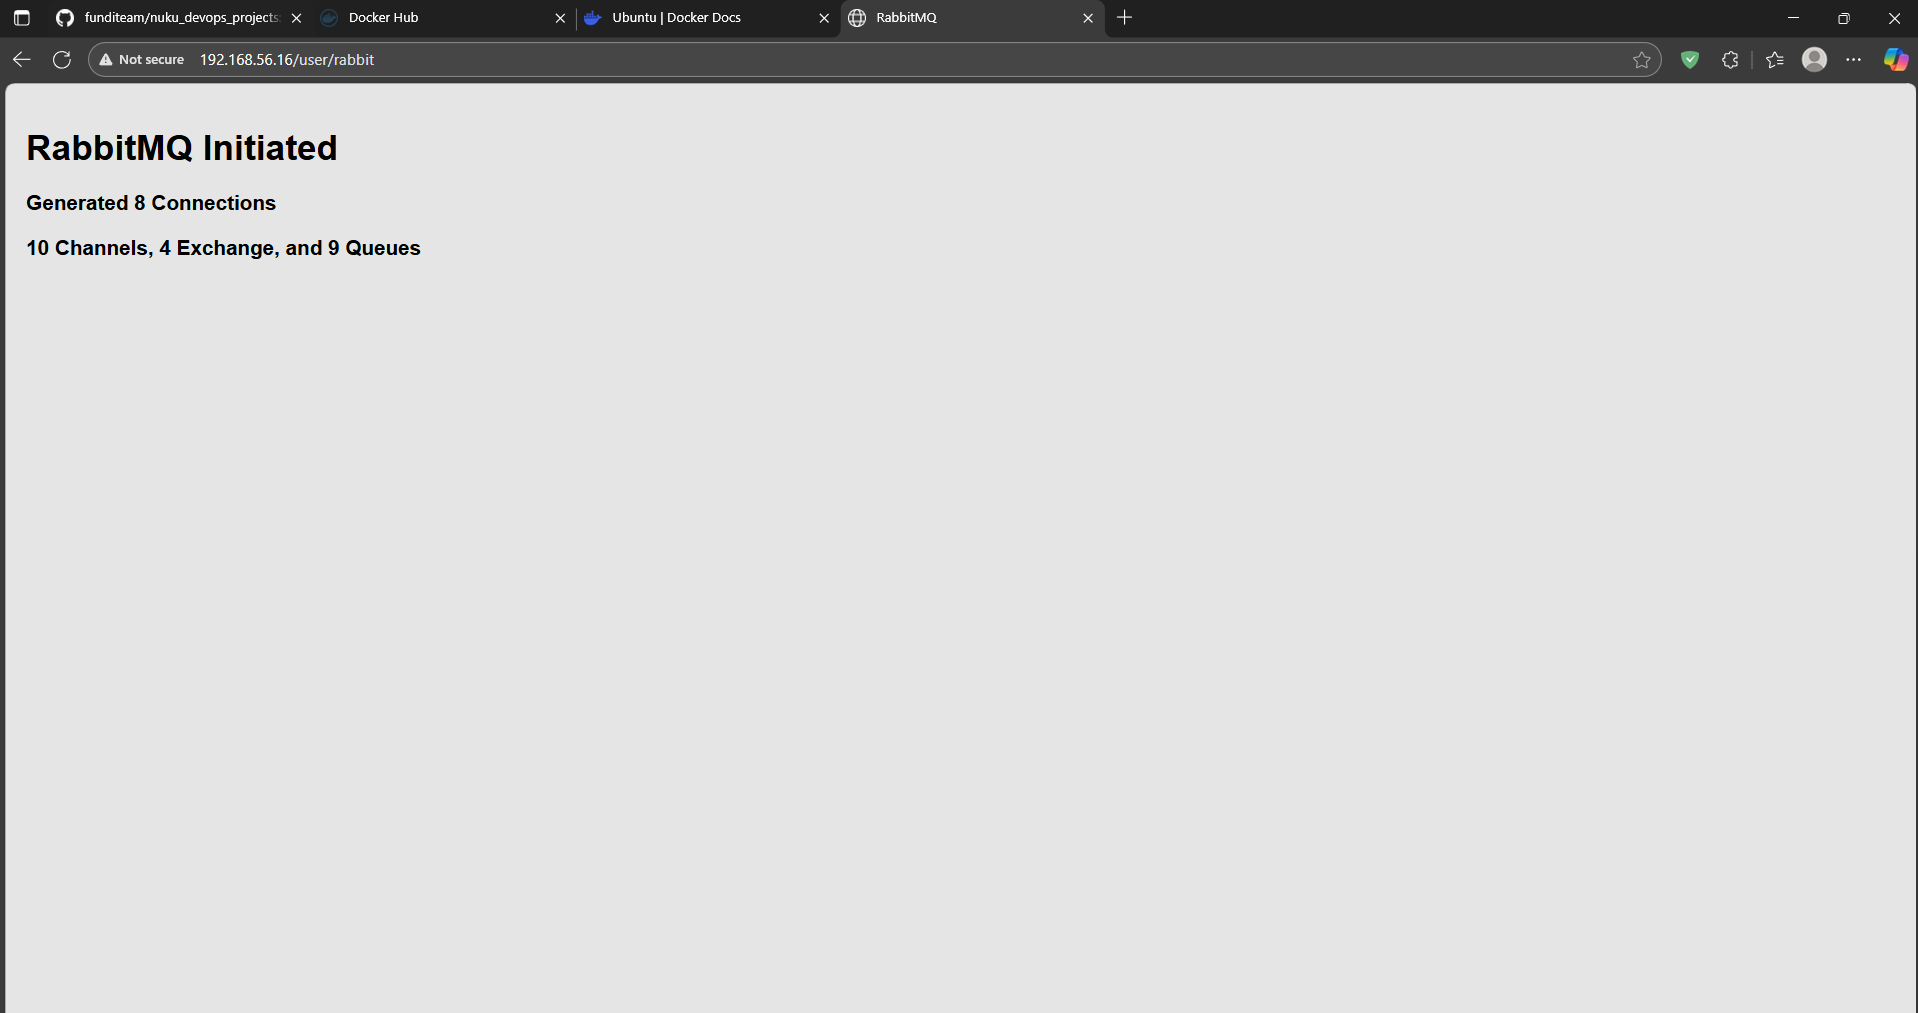 funditeam/nuku_devops_projects:
Docker Hub
Ubuntu | Docker Docs
RabbitMQ
Not secure
192.168.56.16/user/rabbit
RabbitMQ Initiated
Generated 8 Connections
10 Channels, 4 Exchange, and 9 Queues